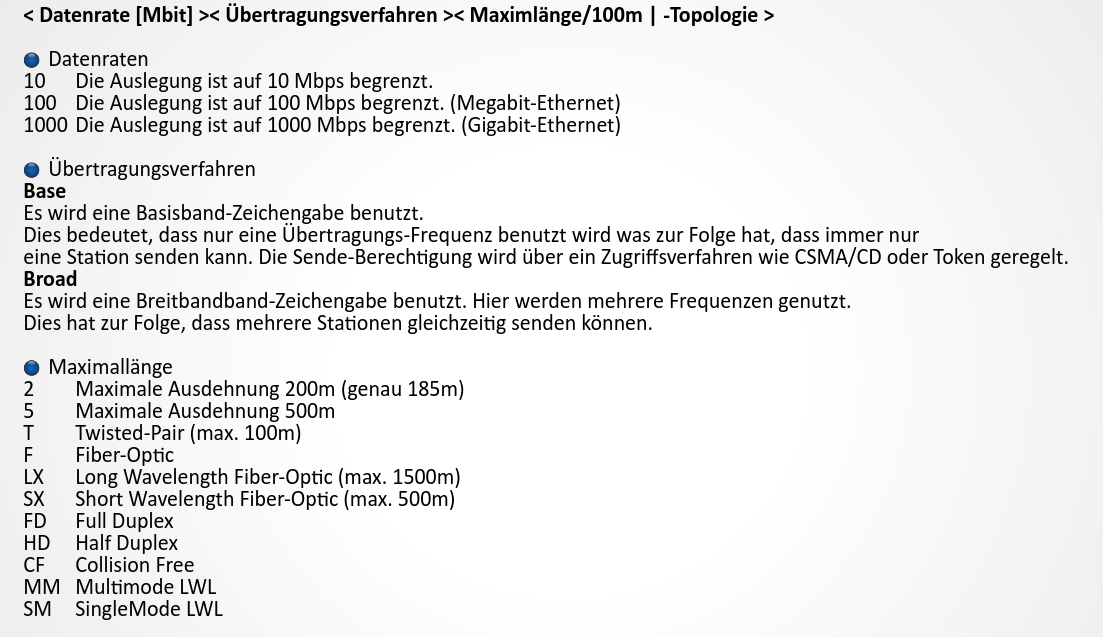 < Datenrate [Mbit] >< Übertragungsverfahren >< Maximlänge/100m | -Topologie >
Datenraten
10 Die Auslegung ist auf 10 Mbps begrenzt.
100 Die Auslegung ist auf 100 Mbps begrenzt. (Megabit-Ethernet)
1000 Die Auslegung ist auf 1000 Mbps begrenzt. (Gigabit-Ethernet)
Übertragungsverfahren
Base
Es wird eine Basisband-Zeichengabe benutzt.
Dies bedeutet, dass nur eine Übertragungs-Frequenz benutzt wird was zur Folge hat, dass immer nur
eine Station senden kann. Die Sende-Berechtigung wird über ein Zugriffsverfahren wie CSMA/CD oder Token geregelt.
Broad
Es wird eine Breitbandband-Zeichengabe benutzt. Hier werden mehrere Frequenzen genutzt.
Dies hat zur Folge, dass mehrere Stationen gleichzeitig senden können.
Maximallänge
2 Maximale Ausdehnung 200m (genau 185m)
5 Maximale Ausdehnung 500m
T Twisted-Pair (max. 100m)
F Fiber-Optic
LX Long Wavelength Fiber-Optic (max. 1500m)
SX Short Wavelength Fiber-Optic (max. 500m)
FD Full Duplex
HD Half Duplex
CF Collision Free
MM Multimode LWL
SM SingleMode LWL